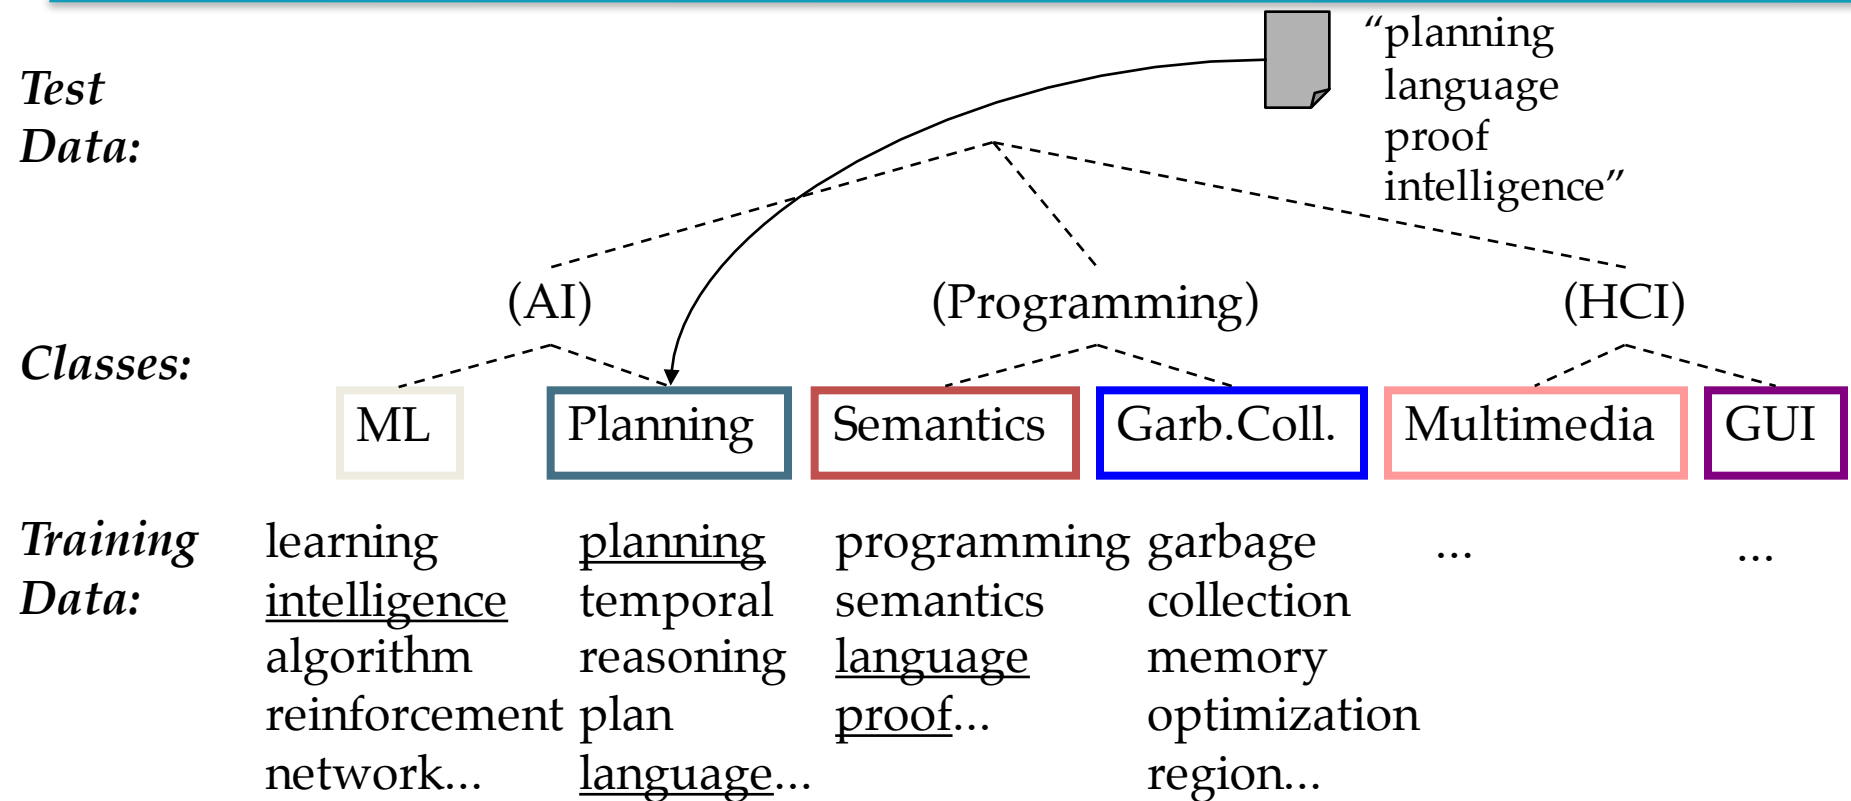 Test
Data:
“planning
language
proof
intelligence”
(AI)
(Programming)
(HCI)
Classes:
ML
Planning
Semantics
Garb.Coll.
Multimedia
GUI
Training
Data:
learning
intelligence
algorithm
reinforcement
network...
planning
temporal
reasoning
plan
language...
programming
semantics
language
proof...
garbage
collection
memory
optimization
region...
...
...